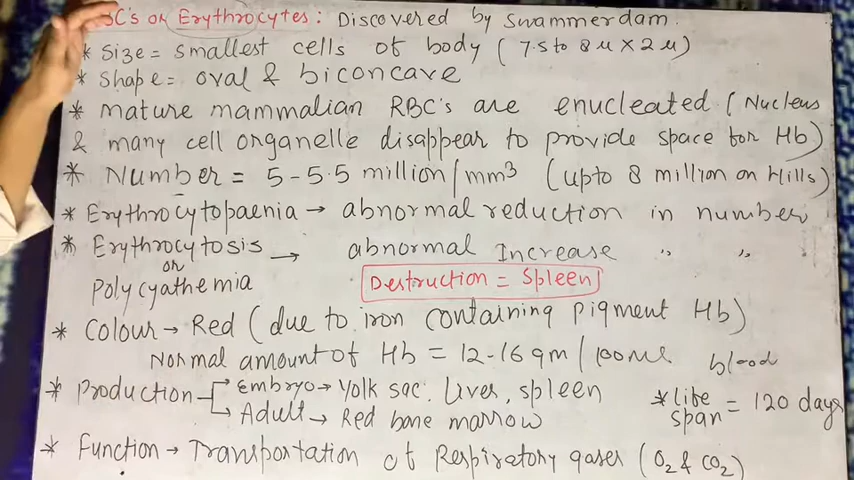 BC's or Erythrocytes: Discovered by Swammerdam.
* Size = smallest cells of body ( 7.5 to 8 μ × 2 μ )
* Shape = oval & biconcave
* mature mammalian RBC's are enucleated ( Nucleus
& many cell organelle disappear to provide space for Hb)
* Number = 5 - 5.5 million / mm³ (upto 8 million on Hills)
* Erythrocytopaenia → abnormal reduction in number
* Erythrocytosis → abnormal Increase " "
or
Polycyathemia
Destruction = Spleen
* Colour → Red ( due to iron containing pigment Hb)
Normal amount of Hb = 12-16 gm / 100 ml blood
* Production → Embryo → Yolk sac. Liver, spleen
→ Adult → Red bone marrow
* Life span = 120 days
* Function → Transportation of Respiratory gases ( O₂ & CO₂ )